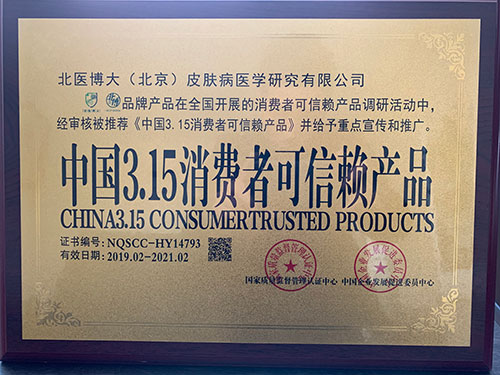 北医博大（北京）皮肤病医学研究有限公司
品牌产品在全国开展的消费者可信赖产品调研活动中，
经审核被推荐《中国3.15消费者可信赖产品》并给予重点宣传和推广。
中国3.15消费者可信赖产品
CHINA3.15 CONSUMERTRUSTED PRODUCTS
证书编号：NQSCC-HY14793
有效日期：2019.02-2021.02
国家质量监督管理认证中心 中国企业发展促进委员中心